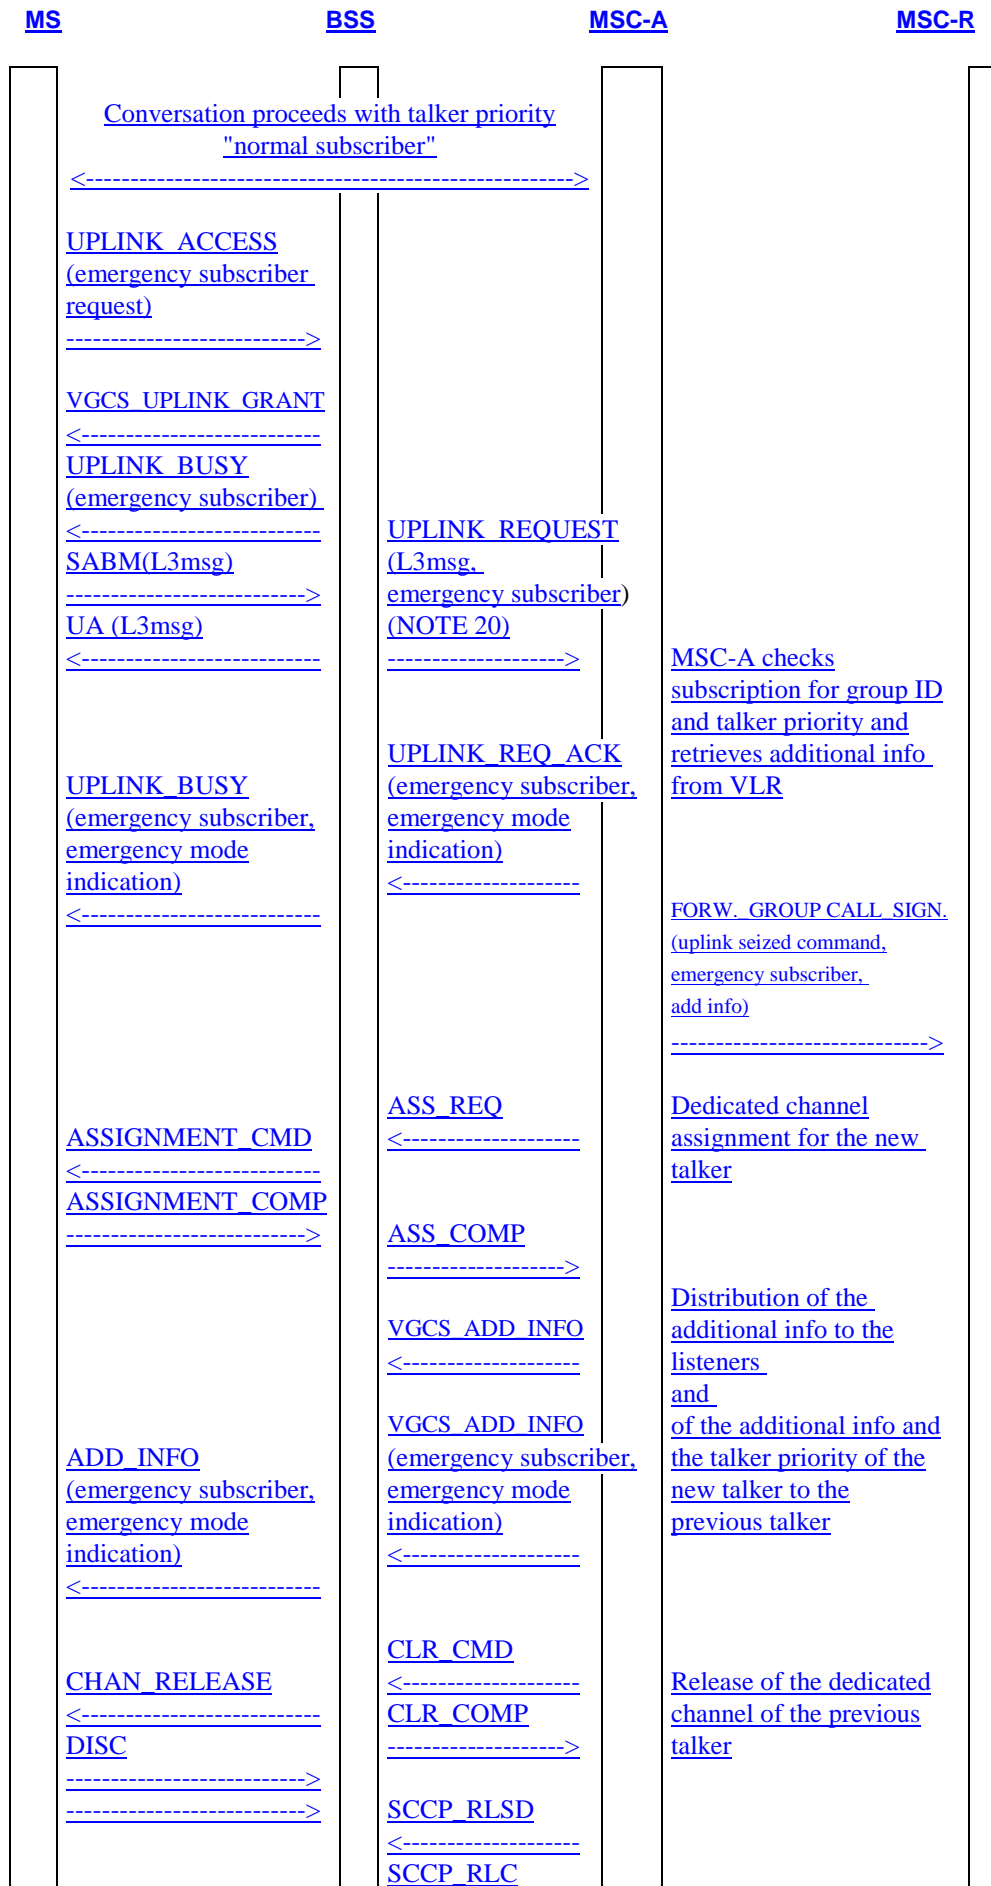 MS BSS MSC-A MSC-R
Conversation proceeds with talker priority
"normal subscriber"
<------------------------------------------------------->
UPLINK_ACCESS
(emergency subscriber
request)
--------------------------->
VGCS_UPLINK_GRANT
<---------------------------
UPLINK_BUSY
(emergency subscriber)
<---------------------------
SABM(L3msg)
--------------------------->
UA (L3msg)
<---------------------------
UPLINK_REQUEST
(L3msg,
emergency subscriber)
(NOTE 20)
-------------------->
MSC-A checks
subscription for group ID
and talker priority and
retrieves additional info
from VLR
UPLINK_REQ_ACK
(emergency subscriber,
emergency mode
indication)
<--------------------
UPLINK_BUSY
(emergency subscriber,
emergency mode
indication)
<---------------------------
FORW._GROUP CALL_SIGN.
(uplink seized command,
emergency subscriber,
add info)
----------------------------->
ASS_REQ
<--------------------
Dedicated channel
assignment for the new
talker
ASSIGNMENT_CMD
<---------------------------
ASSIGNMENT_COMP
--------------------------->
ASS_COMP
-------------------->
VGCS_ADD_INFO
<--------------------
Distribution of the
additional info to the
listeners
and
of the additional info and
the talker priority of the
new talker to the
previous talker
VGCS_ADD_INFO
(emergency subscriber,
emergency mode
indication)
<--------------------
ADD_INFO
(emergency subscriber,
emergency mode
indication)
<---------------------------
CLR_CMD
<--------------------
CHAN_RELEASE
<---------------------------
CLR_COMP
-------------------->
Release of the dedicated
channel of the previous
talker
DISC
--------------------------->
--------------------------->
SCCP_RLSD
<--------------------
SCCP_RLC